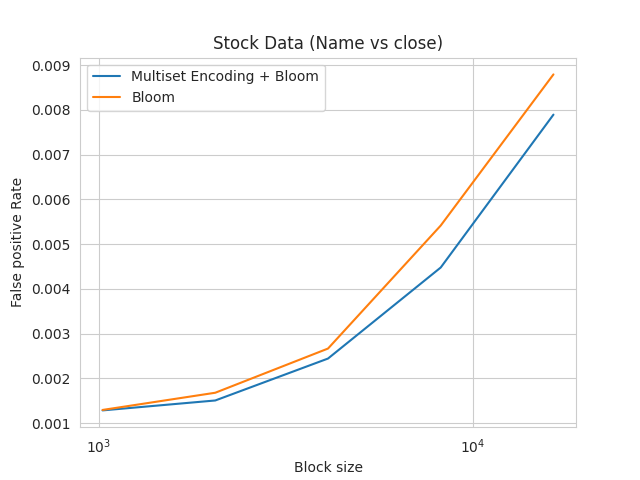 Stock Data (Name vs close)
Multiset Encoding + Bloom
Bloom
0.009
0.008
0.007
0.006
0.005
0.004
0.003
0.002
0.001
False positive Rate
10³
10⁴
Block size